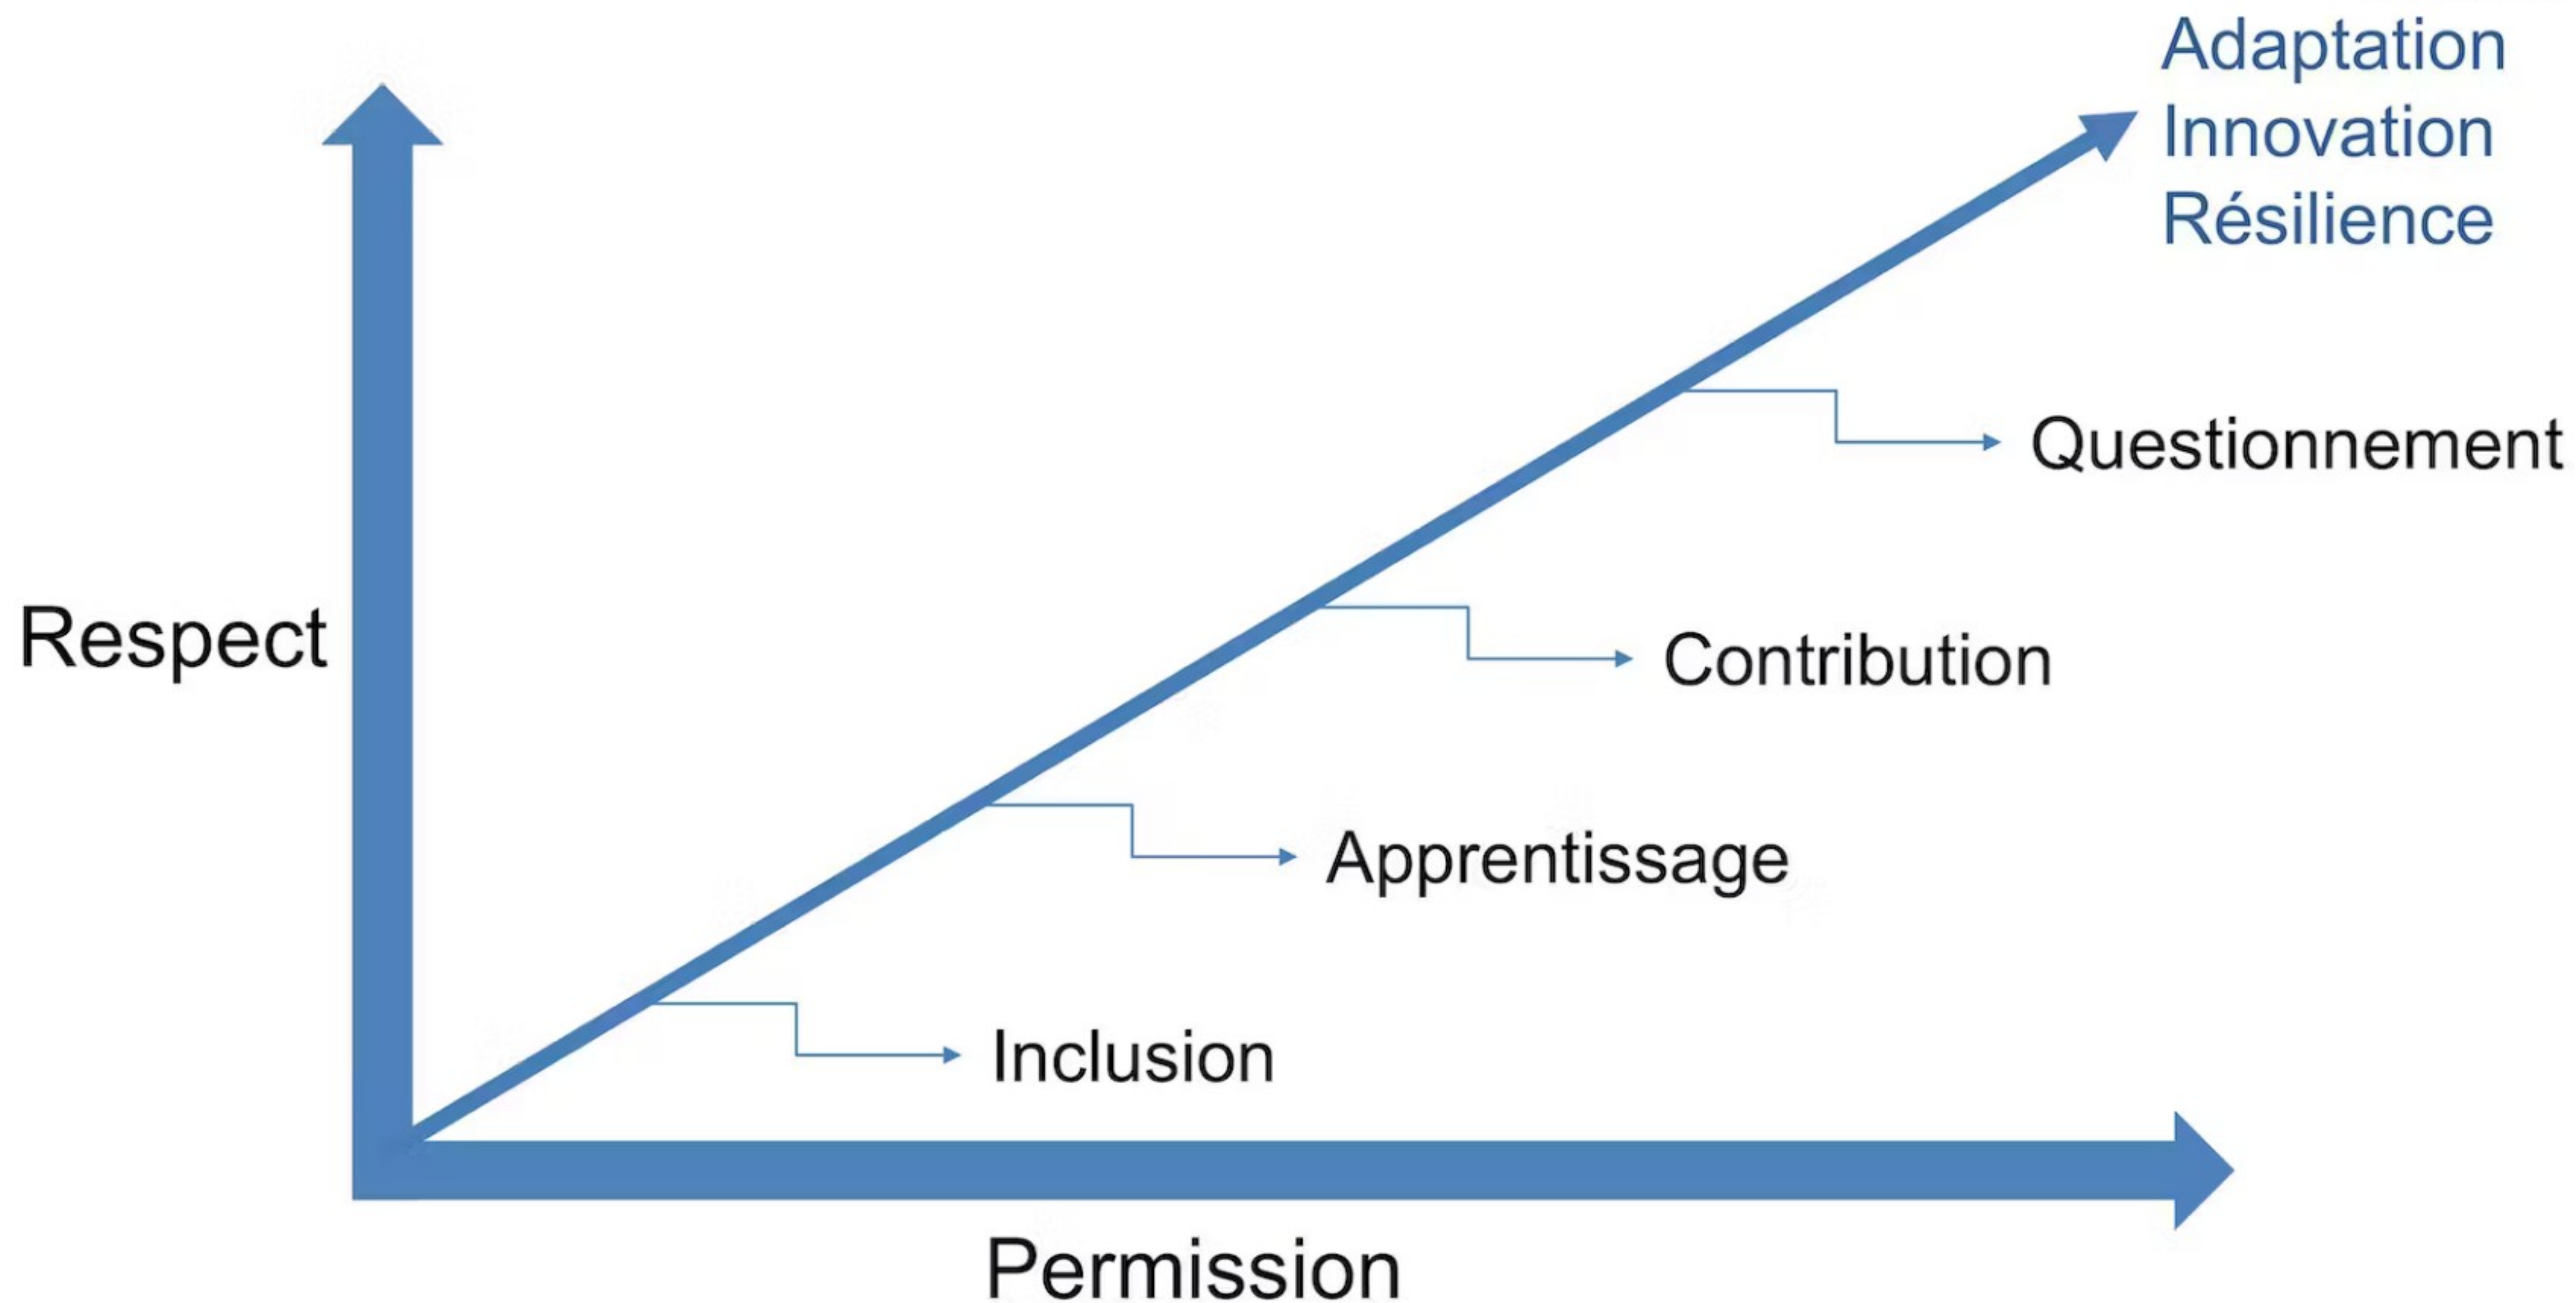 Adaptation
Innovation
Résilience
Questionnement
Respect
Contribution
Apprentissage
Inclusion
Permission